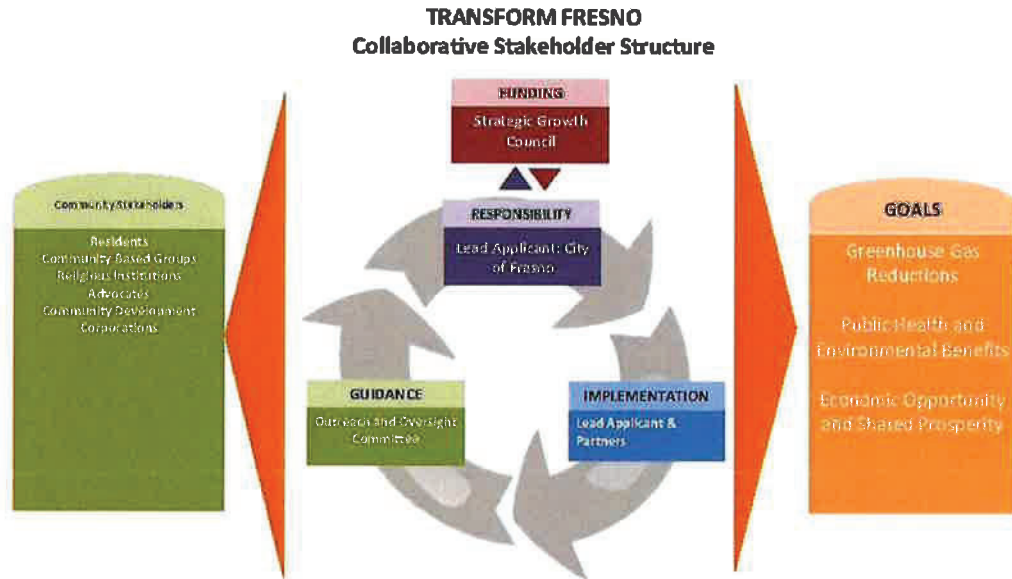 TRANSFORM FRESNO
Collaborative Stakeholder Structure
FUNDING
Strategic Growth
Council
RESPONSIBILITY
Lead Applicant: City
of Fresno
GUIDANCE
Outreach and Oversight
Committee
IMPLEMENTATION
Lead Applicant &
Partners
Community Stakeholders
Residents
Community Based Groups
Religious Institutions
Advocates
Community Development
Corporations
GOALS
Greenhouse Gas
Reductions
Public Health and
Environmental Benefits
Economic Opportunity
and Shared Prosperity